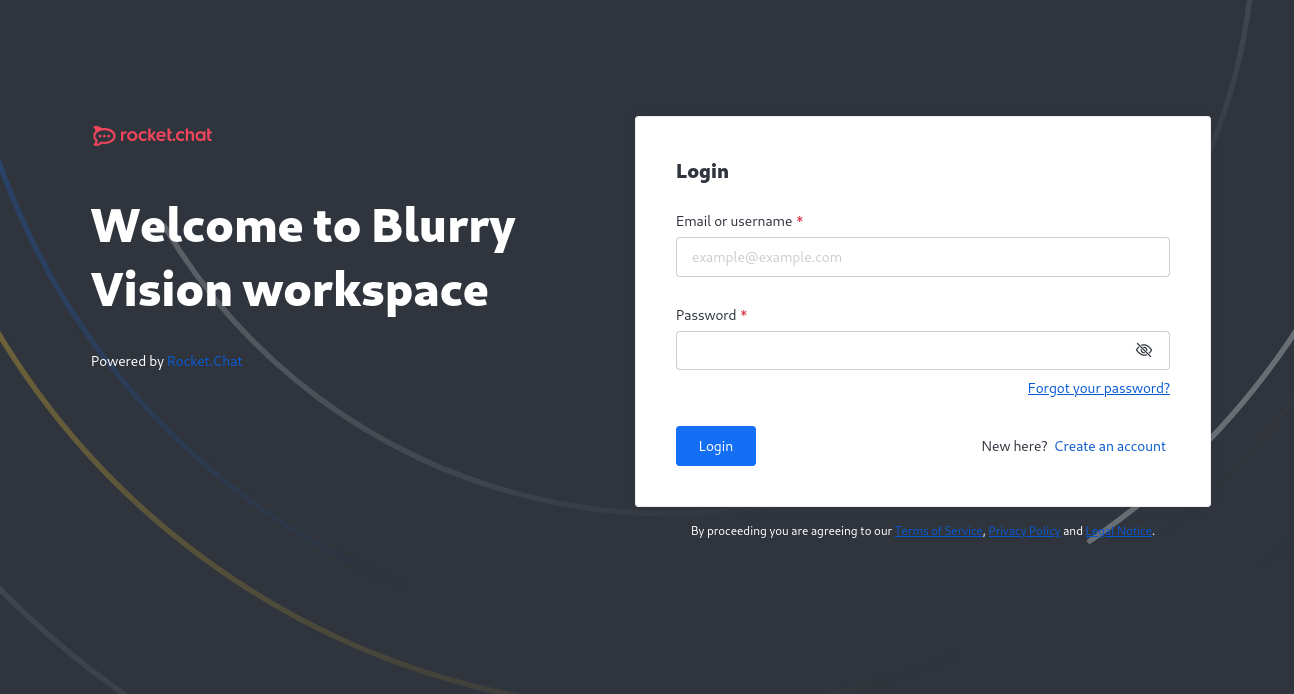 rocket.chat
Welcome to Blurry
Vision workspace
Powered by Rocket.Chat
Login
Email or username *
example@example.com
Password *
Forgot your password?
Login
New here? Create an account
By proceeding you are agreeing to our Terms of Service, Privacy Policy and Legal Notice.